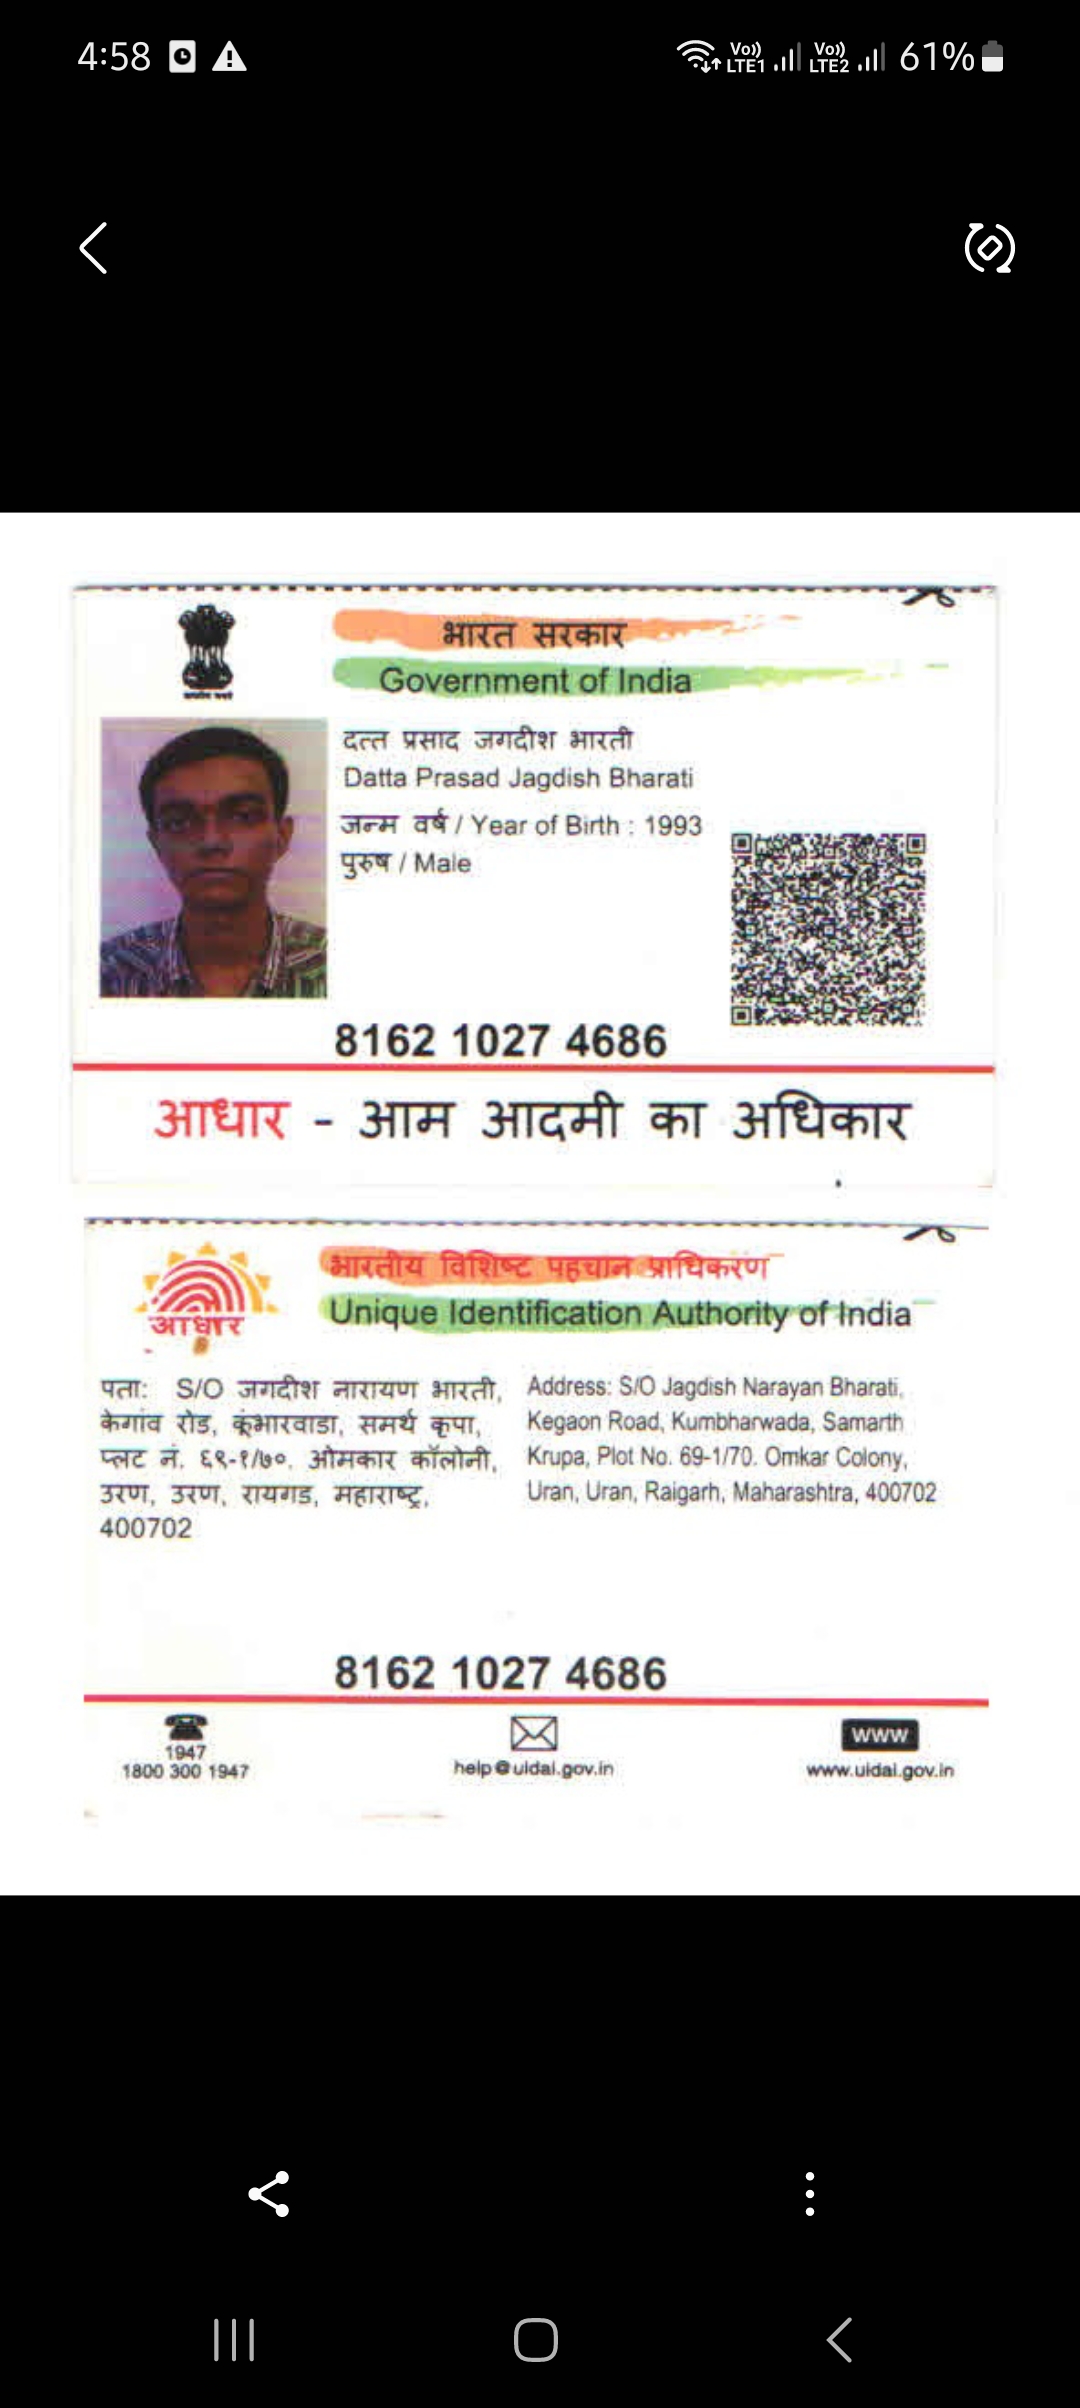 4:58
Vo)) LTE1 Vo)) LTE2 61%
भारत सरकार
Government of India
दत्त प्रसाद जगदीश भारती
Datta Prasad Jagdish Bharati
जन्म वर्ष / Year of Birth : 1993
पुरुष / Male
8162 1027 4686
आधार - आम आदमी का अधिकार
भारतीय विशिष्ट पहचान प्राधिकरण
Unique Identification Authority of India
आधार
पता: S/O जगदीश नारायण भारती,
केगांव रोड, कूंभारवाडा, समर्थ कृपा,
प्लट नं. ६९-१/७०, ओमकार कॉलोनी,
उरण, उरण, रायगड, महाराष्ट्र,
400702
Address: S/O Jagdish Narayan Bharati,
Kegaon Road, Kumbharwada, Samarth
Krupa, Plot No. 69-1/70. Omkar Colony,
Uran, Uran, Raigarh, Maharashtra, 400702
8162 1027 4686
1947
1800 300 1947
help@uidai.gov.in
www
www.uidai.gov.in